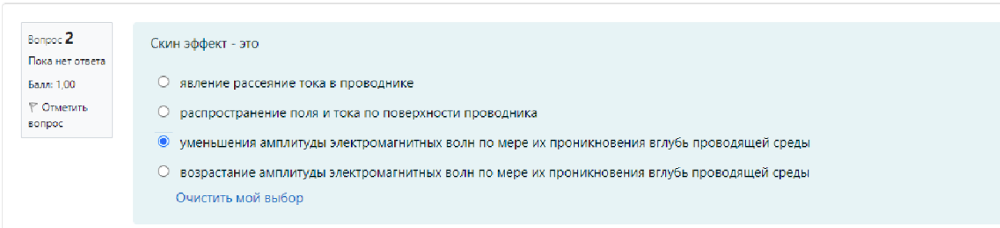 Вопрос 2
Пока нет ответа
Балл: 1,00
Отметить
вопрос
Скин эффект - это
явление рассеяние тока в проводнике
распространение поля и тока по поверхности проводника
уменьшения амплитуды электромагнитных волн по мере их проникновения вглубь проводящей среды
возрастание амплитуды электромагнитных волн по мере их проникновения вглубь проводящей среды
Очистить мой выбор